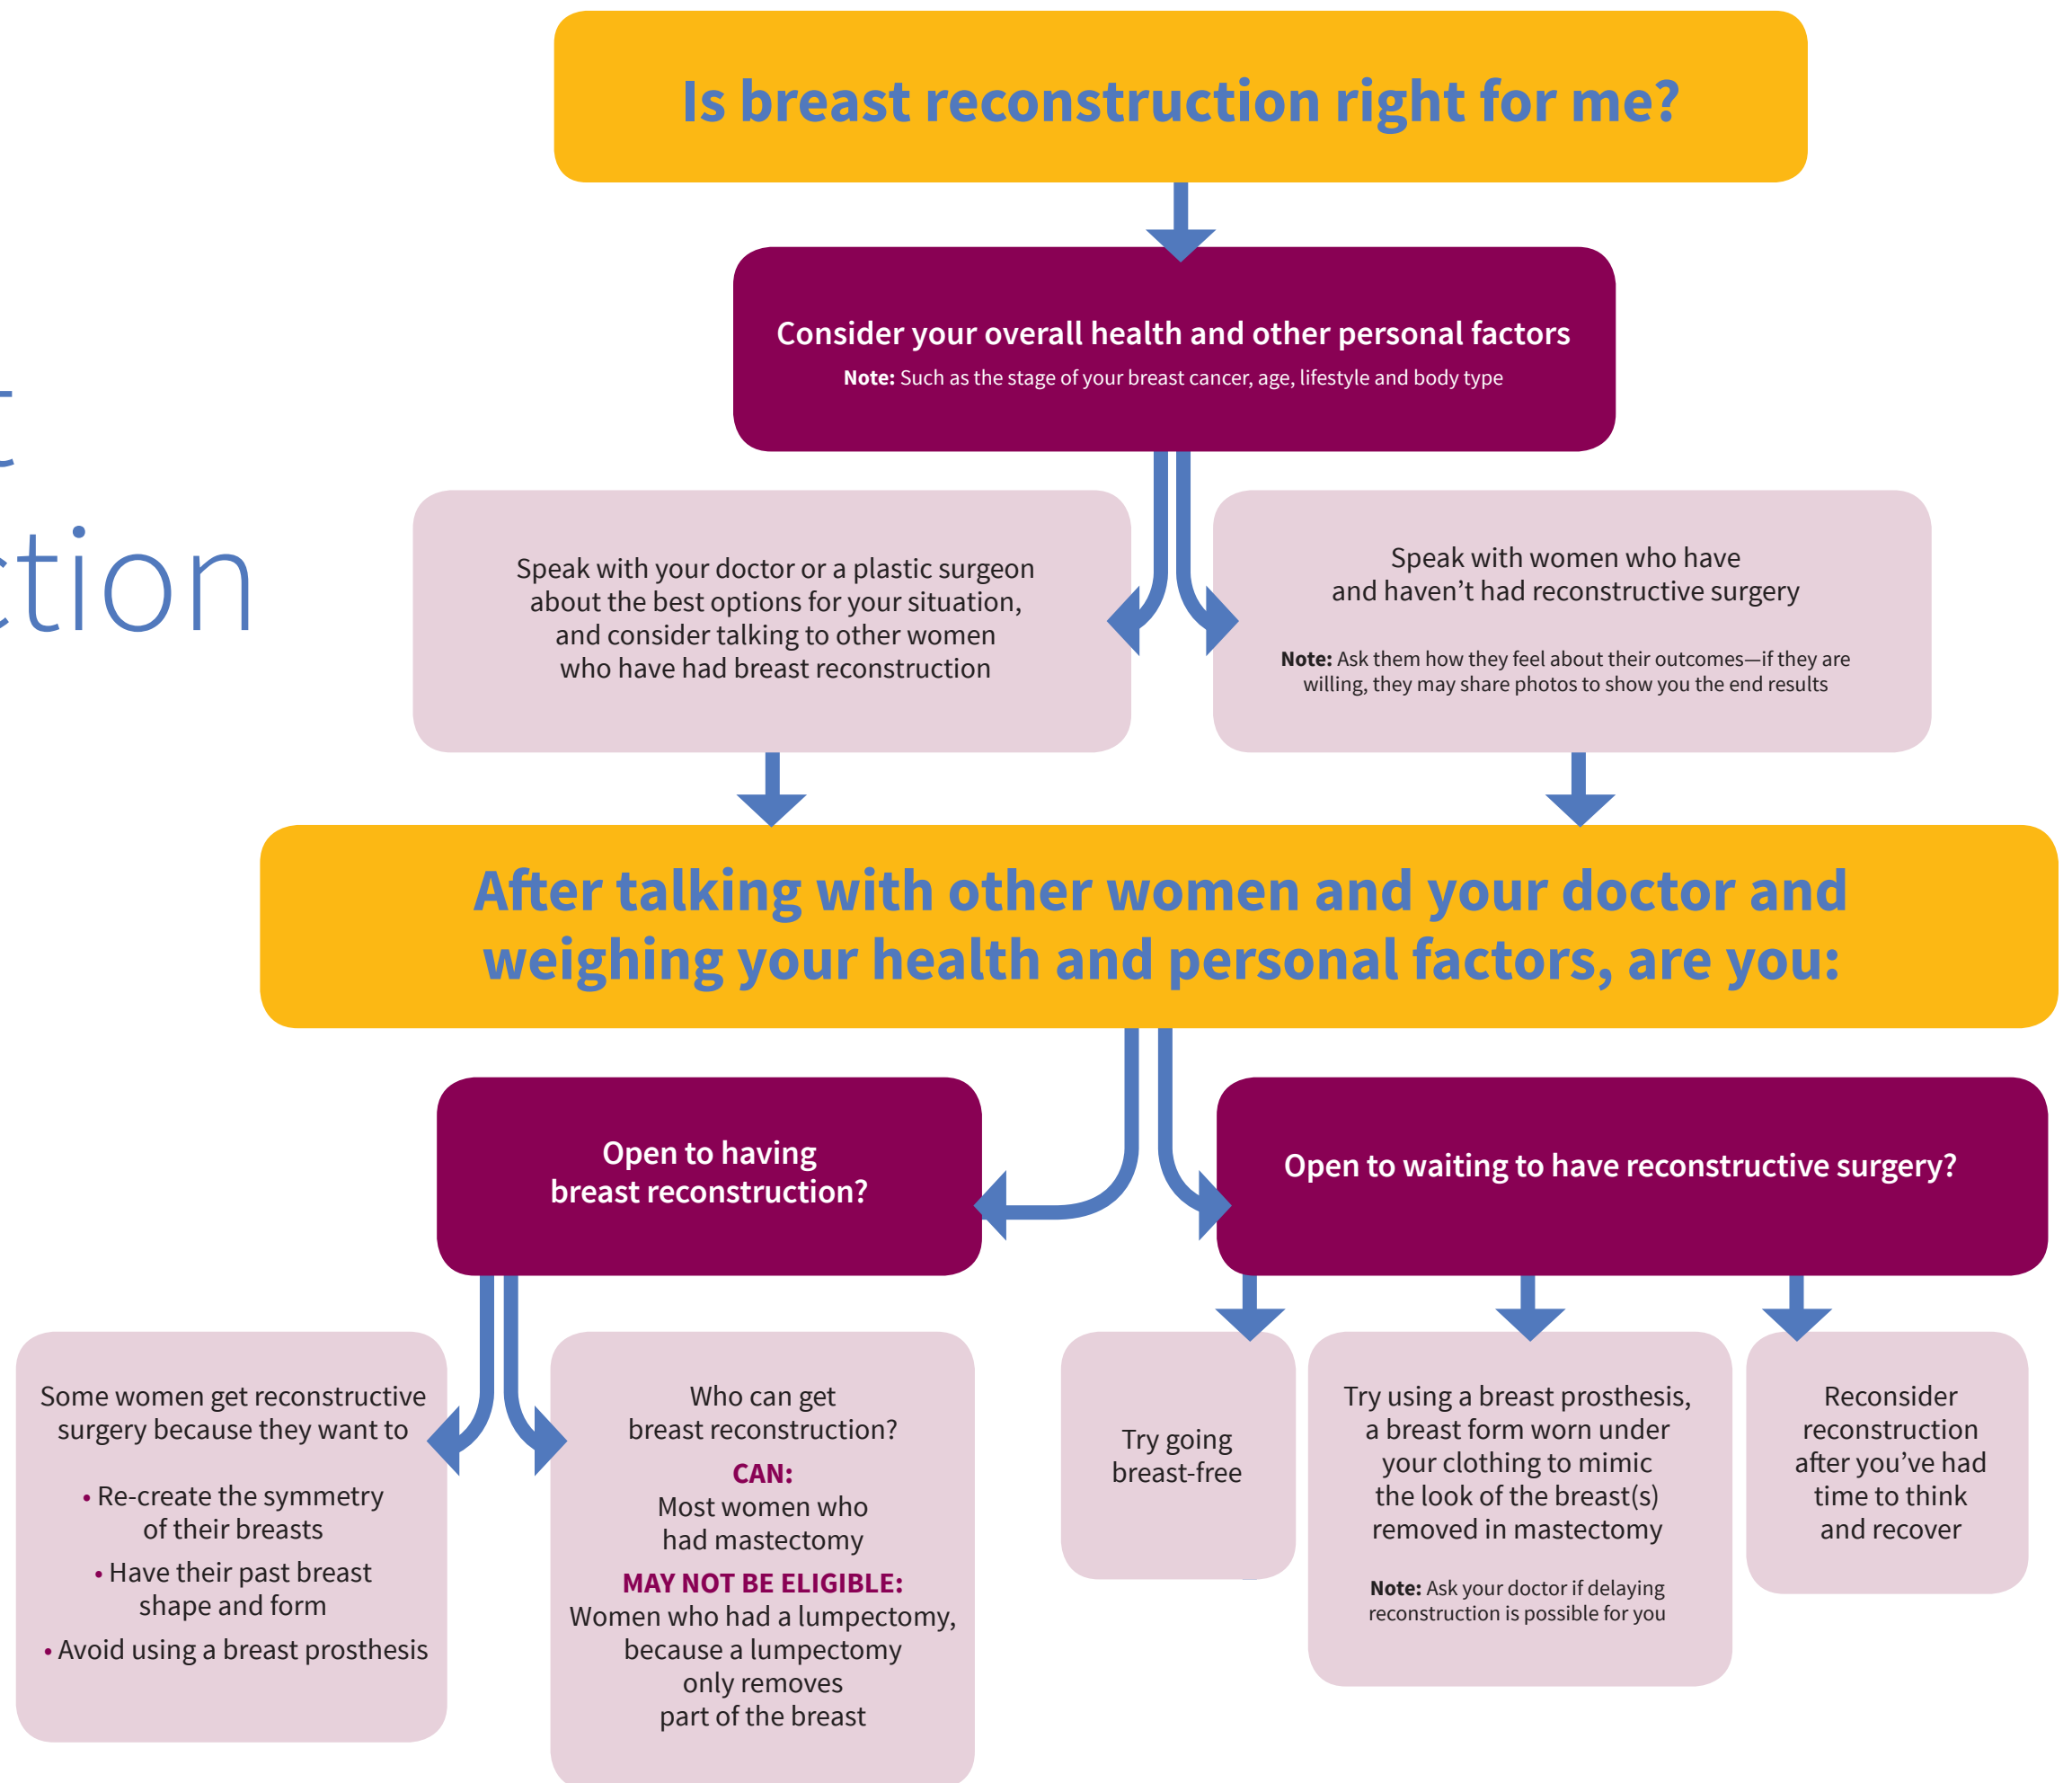 Is breast reconstruction right for me?
Consider your overall health and other personal factors
Note: Such as the stage of your breast cancer, age, lifestyle and body type
t
ction
Speak with your doctor or a plastic surgeon
about the best options for your situation,
and consider talking to other women
who have had breast reconstruction
Speak with women who have
and haven’t had reconstructive surgery
Note: Ask them how they feel about their outcomes—if they are
willing, they may share photos to show you the end results
After talking with other women and your doctor and
weighing your health and personal factors, are you:
Open to having
breast reconstruction?
Open to waiting to have reconstructive surgery?
Some women get reconstructive
surgery because they want to
• Re-create the symmetry
of their breasts
• Have their past breast
shape and form
• Avoid using a breast prosthesis
Who can get
breast reconstruction?
CAN:
Most women who
had mastectomy
MAY NOT BE ELIGIBLE:
Women who had a lumpectomy,
because a lumpectomy
only removes
part of the breast
Try going
breast-free
Try using a breast prosthesis,
a breast form worn under
your clothing to mimic
the look of the breast(s)
removed in mastectomy
Note: Ask your doctor if delaying
reconstruction is possible for you
Reconsider
reconstruction
after you’ve had
time to think
and recover